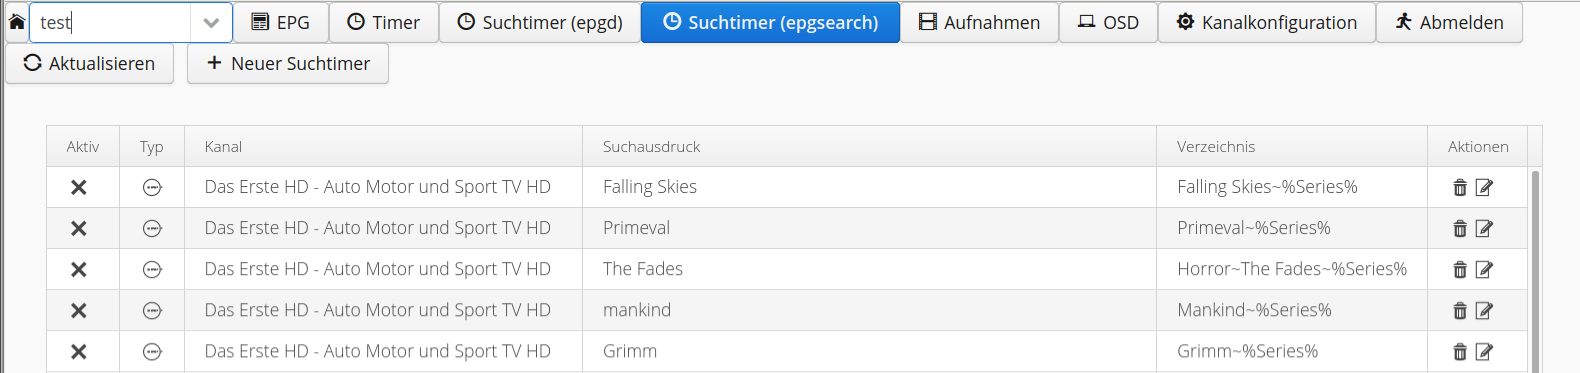 test EPG Timer Suchtimer (epgd) Suchtimer (epgsearch) Aufnahmen OSD Kanalkonfiguration Abmelden
Aktualisieren Neuer Suchtimer
Aktiv Typ Kanal Suchausdruck Verzeichnis Aktionen
Das Erste HD - Auto Motor und Sport TV HD Falling Skies Falling Skies~%Series%
Das Erste HD - Auto Motor und Sport TV HD Primeval Primeval~%Series%
Das Erste HD - Auto Motor und Sport TV HD The Fades Horror~The Fades~%Series%
Das Erste HD - Auto Motor und Sport TV HD mankind Mankind~%Series%
Das Erste HD - Auto Motor und Sport TV HD Grimm Grimm~%Series%